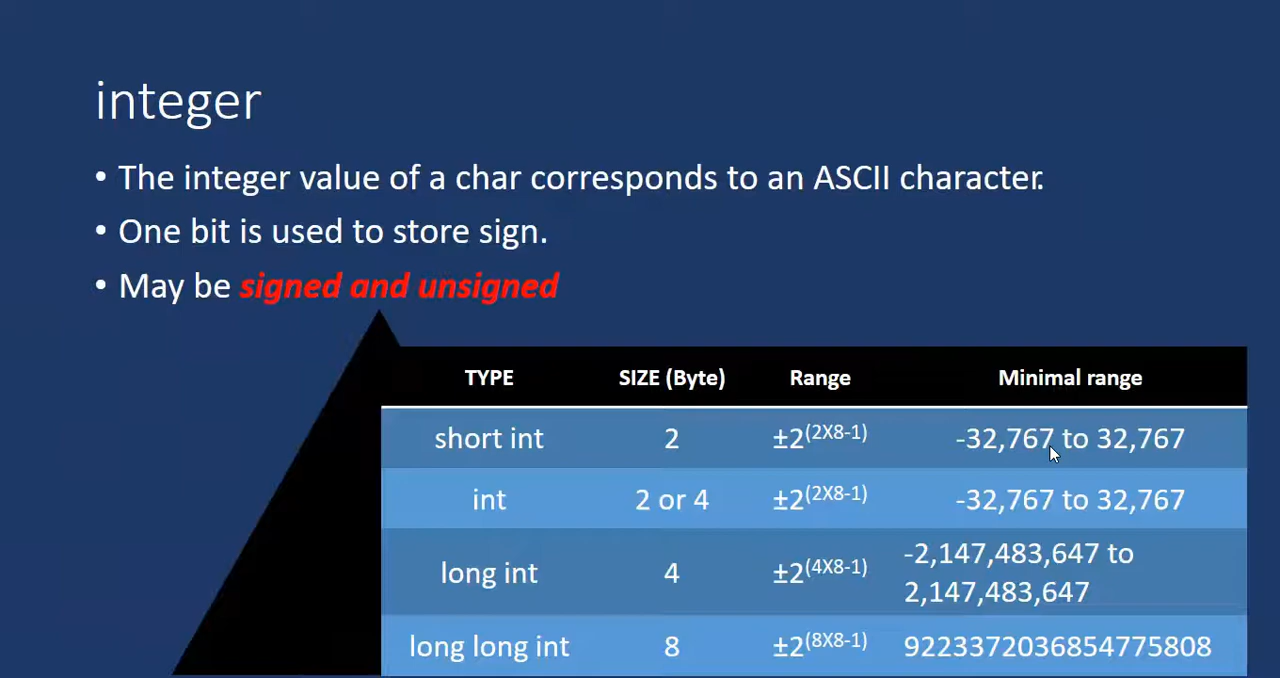 integer
• The integer value of a char corresponds to an ASCII character.
• One bit is used to store sign.
• May be signed and unsigned
TYPE SIZE (Byte) Range Minimal range
short int 2 ±2^(2X8-1) -32,767 to 32,767
int 2 or 4 ±2^(2X8-1) -32,767 to 32,767
long int 4 ±2^(4X8-1) -2,147,483,647 to
2,147,483,647
long long int 8 ±2^(8X8-1) 9223372036854775808